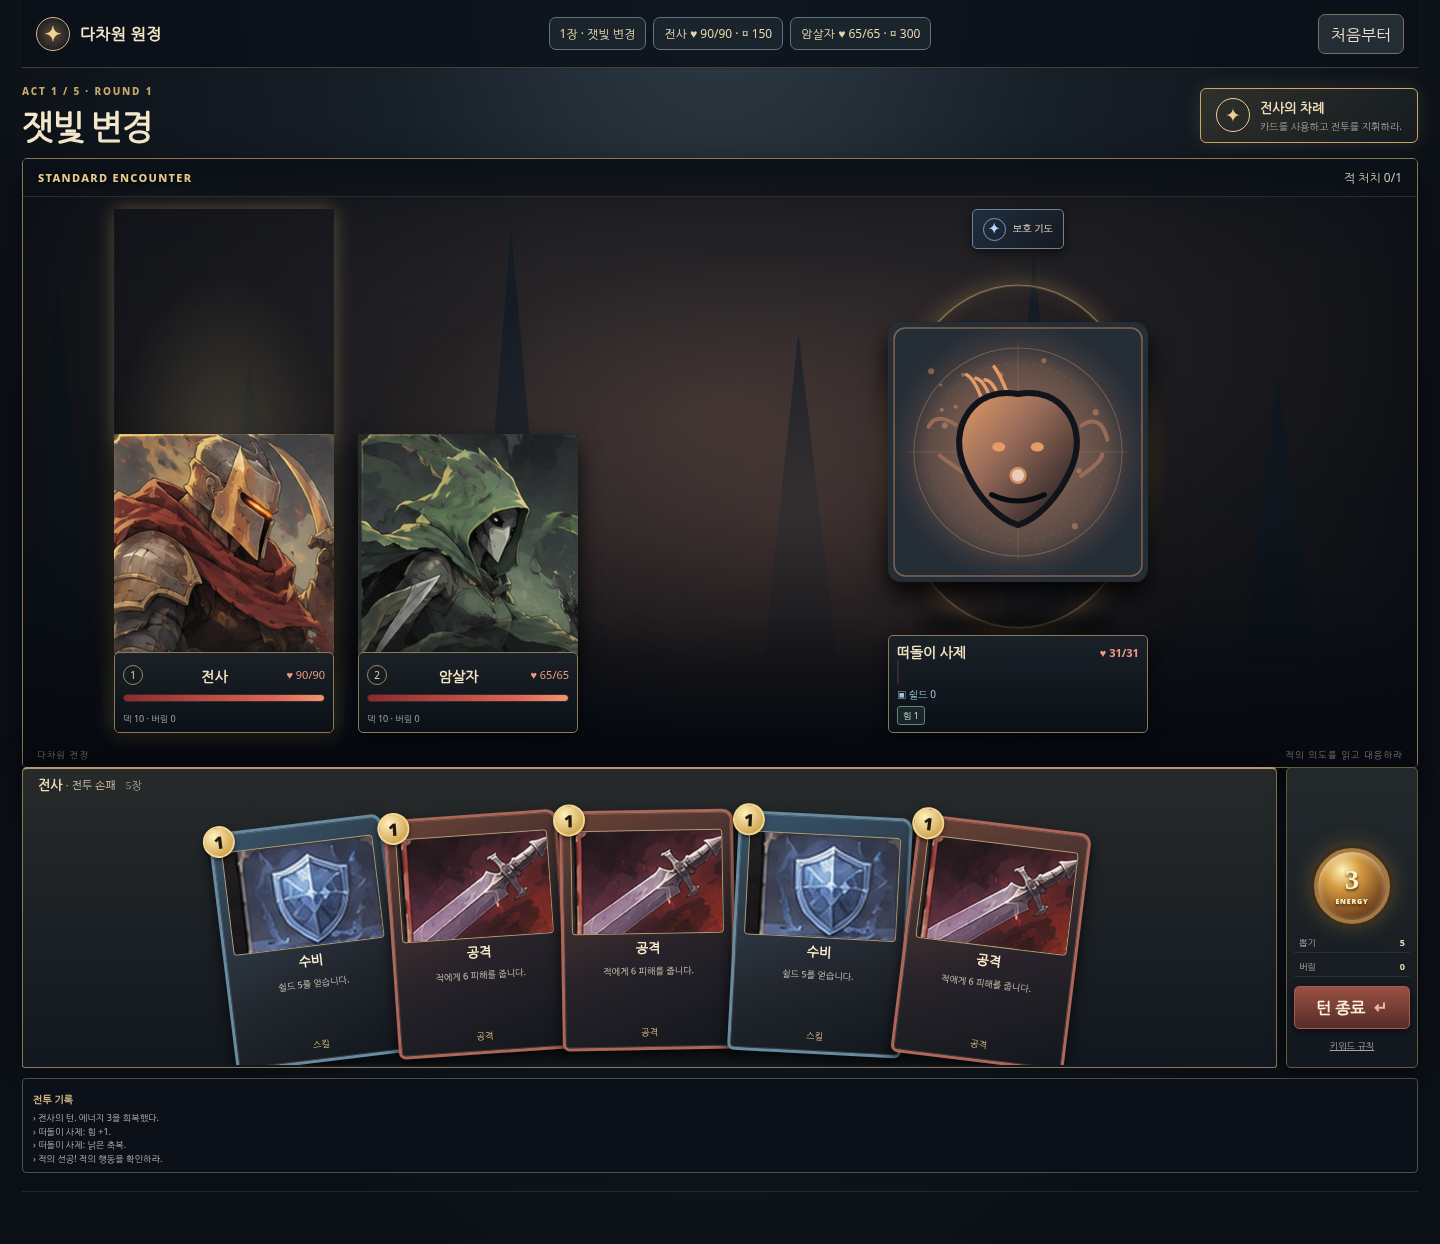 다차원 원정
1장 · 잿빛 변경
전사 ♥ 90/90 · ¤ 150
암살자 ♥ 65/65 · ¤ 300
처음부터
ACT 1 / 5 · ROUND 1
잿빛 변경
전사의 차례
카드를 사용하고 전투를 지휘하라.
STANDARD ENCOUNTER
적 처치 0/1
보호 기도
1 전사 ♥ 90/90
덱 10 · 버림 0
2 암살자 ♥ 65/65
덱 10 · 버림 0
떠돌이 사제 ♥ 31/31
▣ 쉴드 0
힘 1
다차원 전장
적의 의도를 읽고 대응하라
전사 · 전투 손패 5장
1
수비
쉴드 5를 얻습니다.
스킬
1
공격
적에게 6 피해를 줍니다.
공격
1
공격
적에게 6 피해를 줍니다.
공격
1
수비
쉴드 5를 얻습니다.
스킬
1
공격
적에게 6 피해를 줍니다.
공격
3
ENERGY
뽑기 5
버림 0
턴 종료 ↵
키워드 규칙
전투 기록
› 전사의 턴. 에너지 3을 회복했다.
› 떠돌이 사제: 힘 +1.
› 떠돌이 사제: 낡은 축복.
› 적의 선공! 적의 행동을 확인하라.